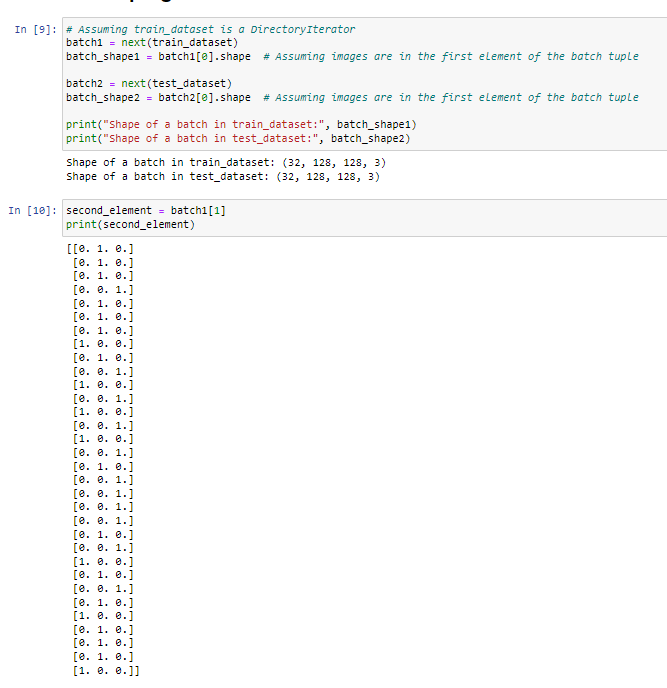 In [9]: # Assuming train_dataset is a DirectoryIterator
batch1 = next(train_dataset)
batch_shape1 = batch1[0].shape  # Assuming images are in the first element of the batch tuple
batch2 = next(test_dataset)
batch_shape2 = batch2[0].shape  # Assuming images are in the first element of the batch tuple
print("Shape of a batch in train_dataset:", batch_shape1)
print("Shape of a batch in test_dataset:", batch_shape2)
Shape of a batch in train_dataset: (32, 128, 128, 3)
Shape of a batch in test_dataset: (32, 128, 128, 3)
In [10]: second_element = batch1[1]
print(second_element)
[[0. 1. 0.]
[0. 1. 0.]
[0. 1. 0.]
[0. 0. 1.]
[0. 1. 0.]
[0. 1. 0.]
[0. 1. 0.]
[1. 0. 0.]
[0. 1. 0.]
[0. 0. 1.]
[1. 0. 0.]
[0. 0. 1.]
[1. 0. 0.]
[0. 0. 1.]
[1. 0. 0.]
[0. 0. 1.]
[0. 1. 0.]
[0. 0. 1.]
[0. 0. 1.]
[0. 0. 1.]
[0. 0. 1.]
[0. 1. 0.]
[0. 0. 1.]
[1. 0. 0.]
[0. 1. 0.]
[0. 0. 1.]
[0. 1. 0.]
[1. 0. 0.]
[0. 1. 0.]
[0. 1. 0.]
[0. 1. 0.]
[1. 0. 0.]]